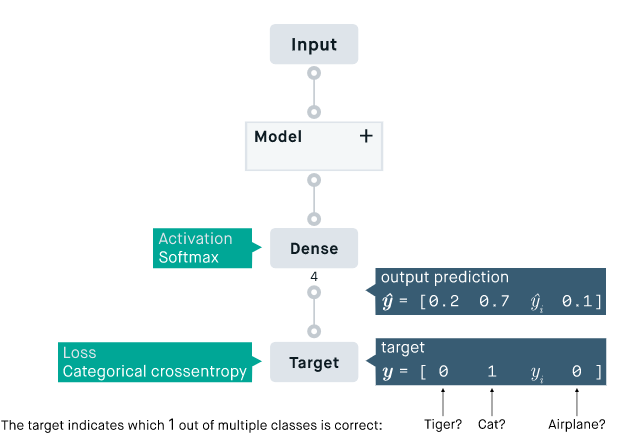 Input
Model +
Activation
Softmax
Dense
4
output prediction
ŷ = [0.2 0.7 ŷᵢ 0.1]
Loss
Categorical crossentropy
Target
target
y = [ 0 1 yᵢ 0 ]
The target indicates which 1 out of multiple classes is correct: Tiger? Cat? Airplane?